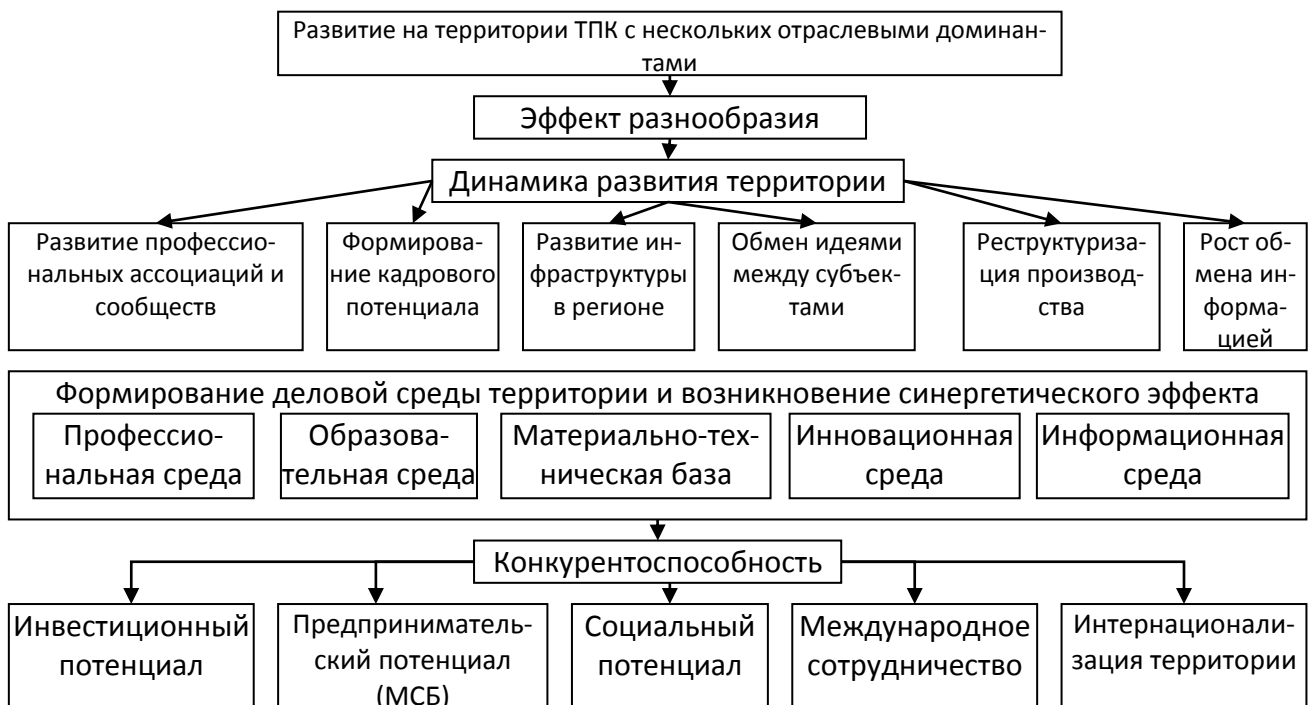 Развитие на территории ТПК с нескольких отраслевыми доминан-
тами
Эффект разнообразия
Динамика развития территории
Развитие профессио-
нальных ассоциаций и
сообществ
Формирова-
ние кадрового
потенциала
Развитие ин-
фраструктуры
в регионе
Обмен идеями
между субъек-
тами
Реструктуриза-
ция производ-
ства
Рост об-
мена ин-
форма-
цией
Формирование деловой среды территории и возникновение синергетического эффекта
Профессио-
нальная среда
Образова-
тельная среда
Материально-тех-
ническая база
Инновационная
среда
Информационная
среда
Конкурентоспособность
Инвестиционный
потенциал
Предприниматель-
ский потенциал
(МСБ)
Социальный
потенциал
Международное
сотрудничество
Интернационали-
зация территории